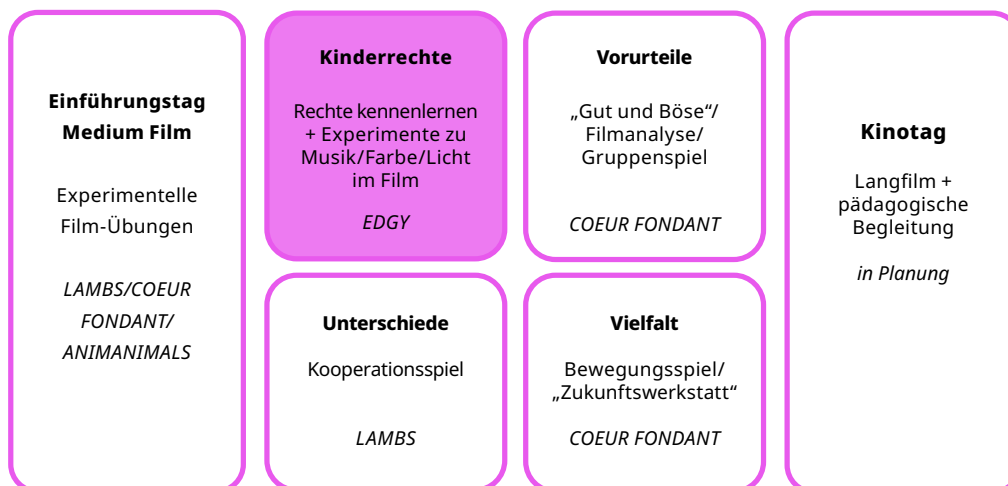 Einführungstag
Medium Film
Experimentelle
Film-Übungen
LAMBS/COEUR
FONDANT/
ANIMANIMALS
Kinderrechte
Rechte kennenlernen
+ Experimente zu
Musik/Farbe/Licht
im Film
EDGY
Vorurteile
„Gut und Böse“/
Filmanalyse/
Gruppenspiel
COEUR FONDANT
Unterschiede
Kooperationsspiel
LAMBS
Vielfalt
Bewegungsspiel/
„Zukunftswerkstatt“
COEUR FONDANT
Kinotag
Langfilm +
pädagogische
Begleitung
in Planung